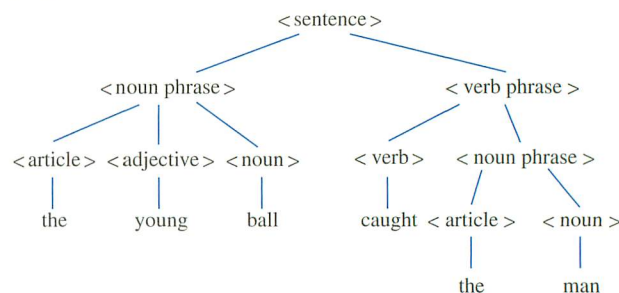 <sentence>
<noun phrase> <verb phrase>
<article> <adjective> <noun> <verb> <noun phrase>
the young ball caught <article> <noun>
the man